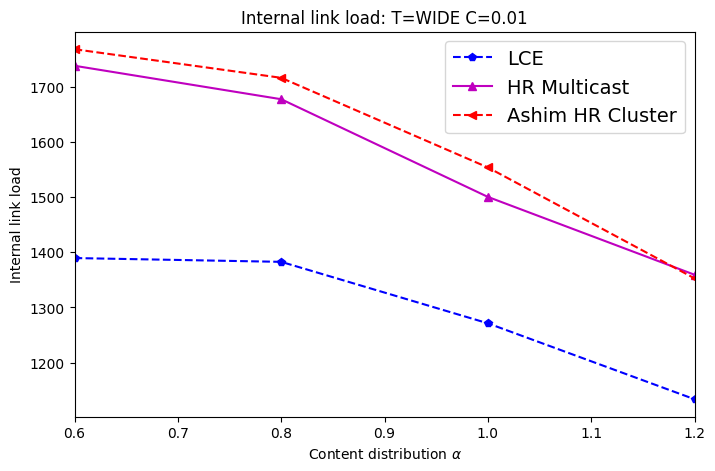 Internal link load: T=WIDE C=0.01
LCE
HR Multicast
Ashim HR Cluster
Internal link load
1700
1600
1500
1400
1300
1200
0.6
0.7
0.8
0.9
1.0
1.1
1.2
Content distribution α